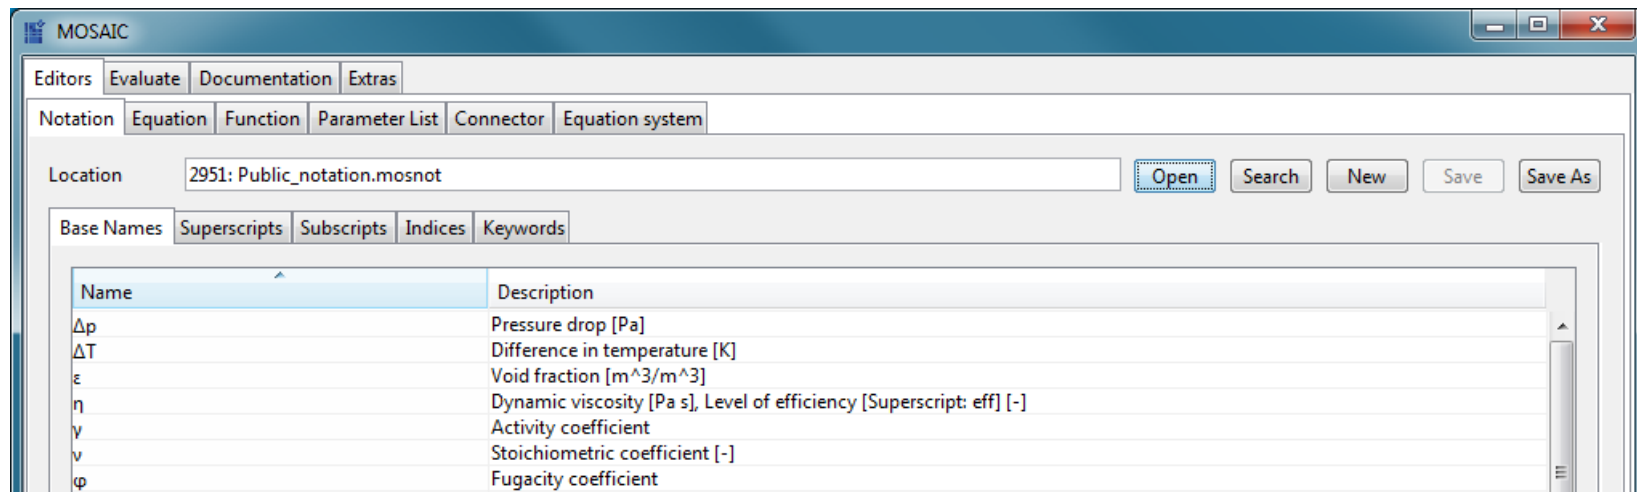 MOSAIC
Editors Evaluate Documentation Extras
Notation Equation Function Parameter List Connector Equation system
Location 2951: Public_notation.mosnot Open Search New Save Save As
Base Names Superscripts Subscripts Indices Keywords
Name Description
Δp Pressure drop [Pa]
ΔT Difference in temperature [K]
ε Void fraction [m^3/m^3]
η Dynamic viscosity [Pa s], Level of efficiency [Superscript: eff] [-]
γ Activity coefficient
ν Stoichiometric coefficient [-]
φ Fugacity coefficient